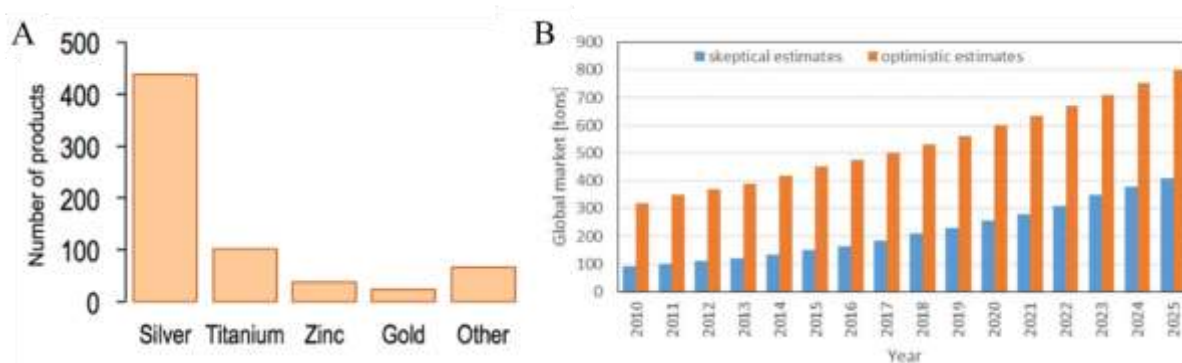 A
500
400
300
200
100
0
Number of products
Silver Titanium Zinc Gold Other
B
900
800
700
600
500
400
300
200
100
0
Global market [tons]
skeptical estimates optimistic estimates
2010 2011 2012 2013 2014 2015 2016 2017 2018 2019 2020 2021 2022 2023 2024 2025
Year